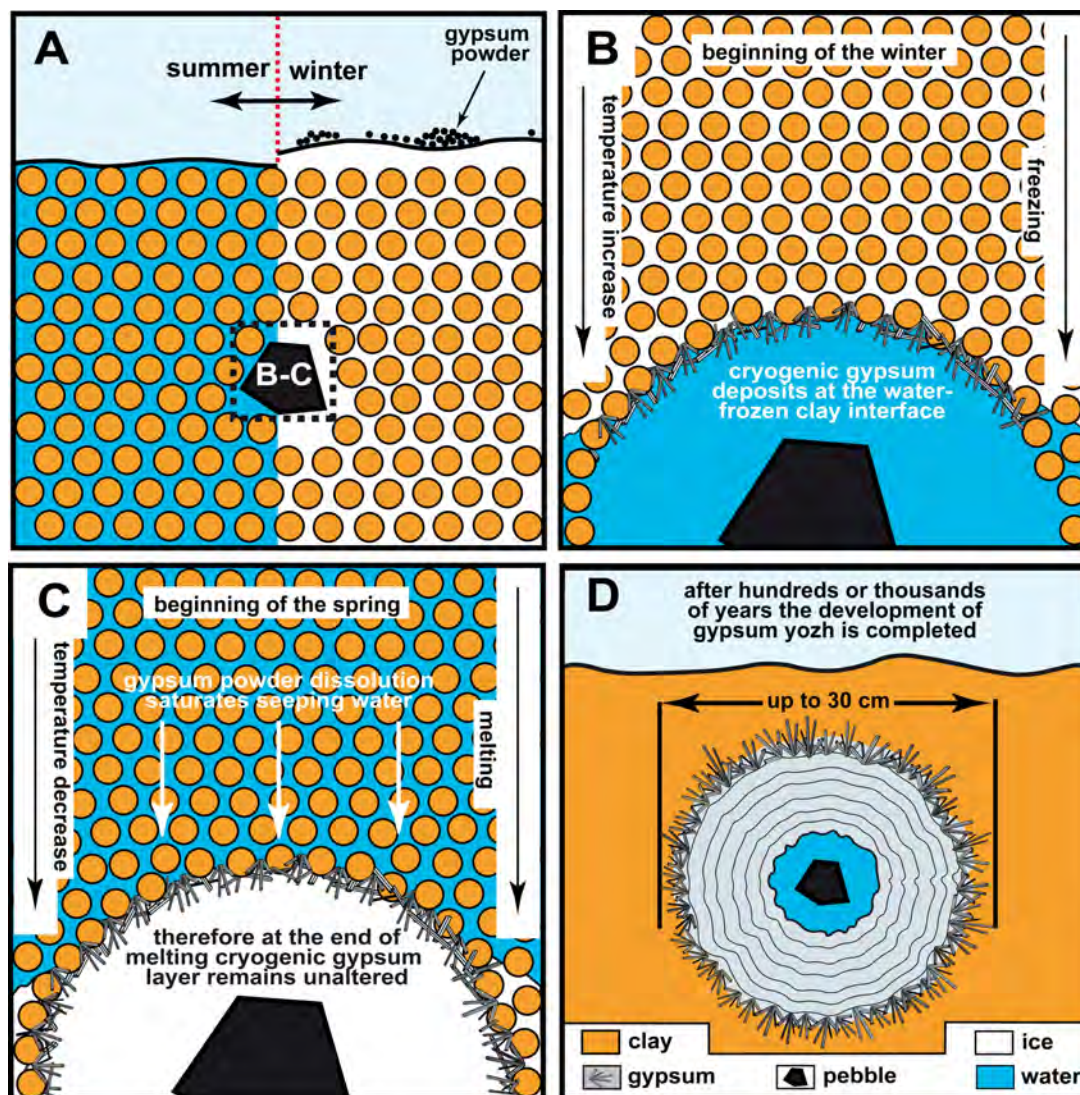 A
summer
winter
gypsum
powder
B-C
B
beginning of the winter
temperature increase
freezing
cryogenic gypsum
deposits at the water-
frozen clay interface
C
beginning of the spring
temperature decrease
melting
gypsum powder dissolution
saturates seeping water
therefore at the end of
melting cryogenic gypsum
layer remains unaltered
D
after hundreds or thousands
of years the development of
gypsum yozh is completed
up to 30 cm
clay
ice
gypsum
pebble
water